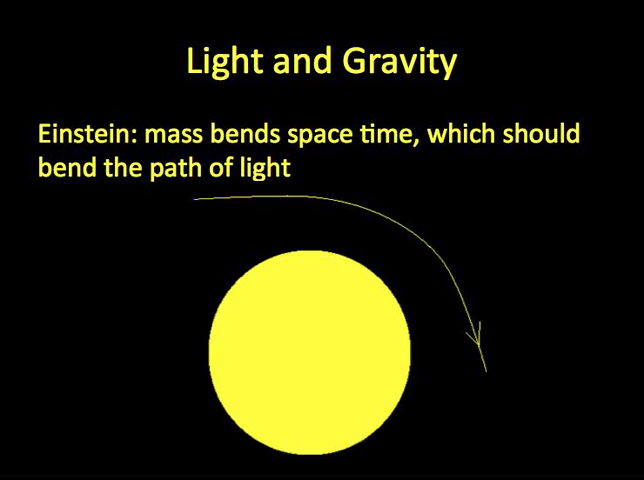 Light and Gravity
Einstein: mass bends space time, which should
bend the path of light